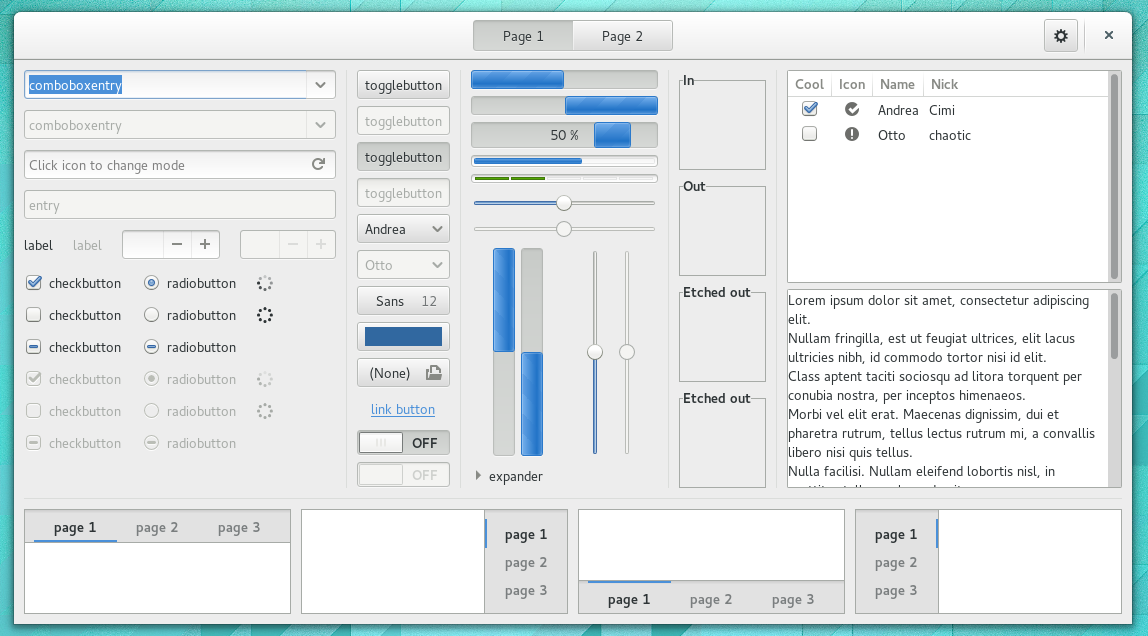 Page 1
Page 2
comboboxentry
comboboxentry
Click icon to change mode
entry
label
label
checkbutton
radiobutton
checkbutton
radiobutton
checkbutton
radiobutton
checkbutton
radiobutton
checkbutton
radiobutton
checkbutton
radiobutton
togglebutton
togglebutton
togglebutton
togglebutton
Andrea
Otto
Sans 12
(None)
link button
OFF
OFF
50 %
expander
In
Out
Etched out
Etched out
Cool Icon Name Nick
Andrea Cimi
Otto chaotic
Lorem ipsum dolor sit amet, consectetur adipiscing
elit.
Nullam fringilla, est ut feugiat ultrices, elit lacus
ultricies nibh, id commodo tortor nisi id elit.
Class aptent taciti sociosqu ad litora torquent per
conubia nostra, per inceptos himenaeos.
Morbi vel elit erat. Maecenas dignissim, dui et
pharetra rutrum, tellus lectus rutrum mi, a convallis
libero nisi quis tellus.
Nulla facilisi. Nullam eleifend lobortis nisl, in
page 1 page 2 page 3
page 1
page 2
page 3
page 1 page 2 page 3
page 1
page 2
page 3